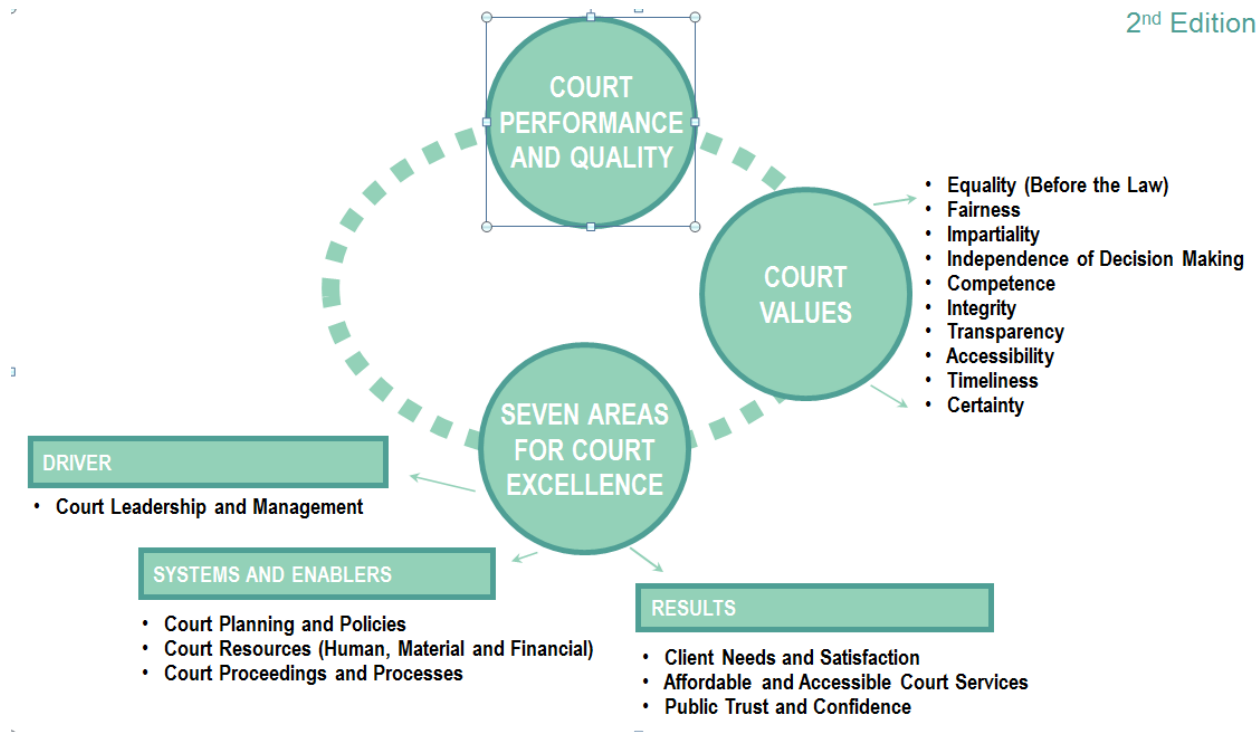 2nd Edition
COURT
PERFORMANCE
AND QUALITY
COURT
VALUES
• Equality (Before the Law)
• Fairness
• Impartiality
• Independence of Decision Making
• Competence
• Integrity
• Transparency
• Accessibility
• Timeliness
• Certainty
SEVEN AREAS
FOR COURT
EXCELLENCE
DRIVER
• Court Leadership and Management
SYSTEMS AND ENABLERS
• Court Planning and Policies
• Court Resources (Human, Material and Financial)
• Court Proceedings and Processes
RESULTS
• Client Needs and Satisfaction
• Affordable and Accessible Court Services
• Public Trust and Confidence